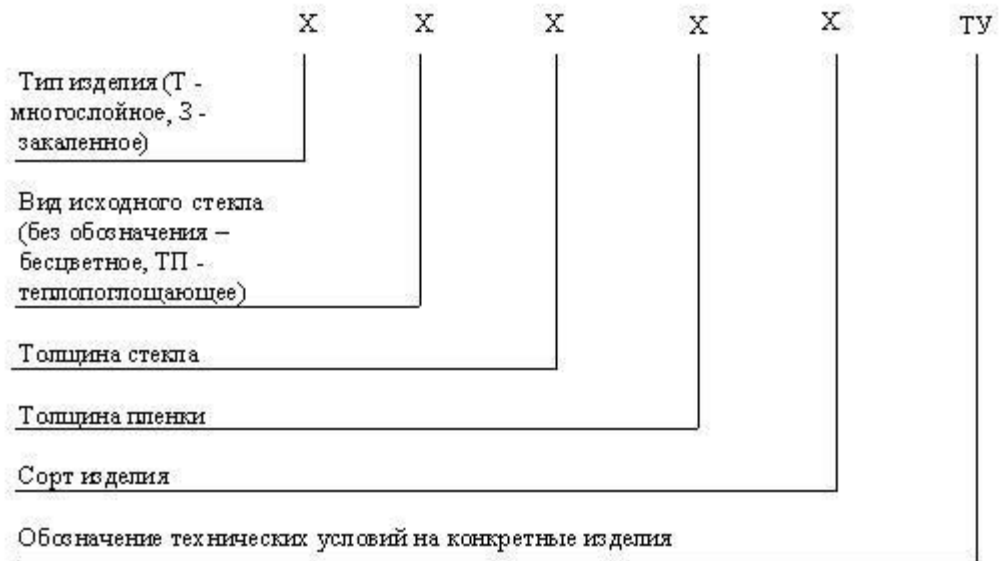 X X X X X ТУ
Тип изделия (Т -
многослойное, З -
закаленное)
Вид исходного стекла
(без обозначения –
бесцветное, ТП -
теплопоглощающее)
Толщина стекла
Толщина пленки
Сорт изделия
Обозначение технических условий на конкретные изделия